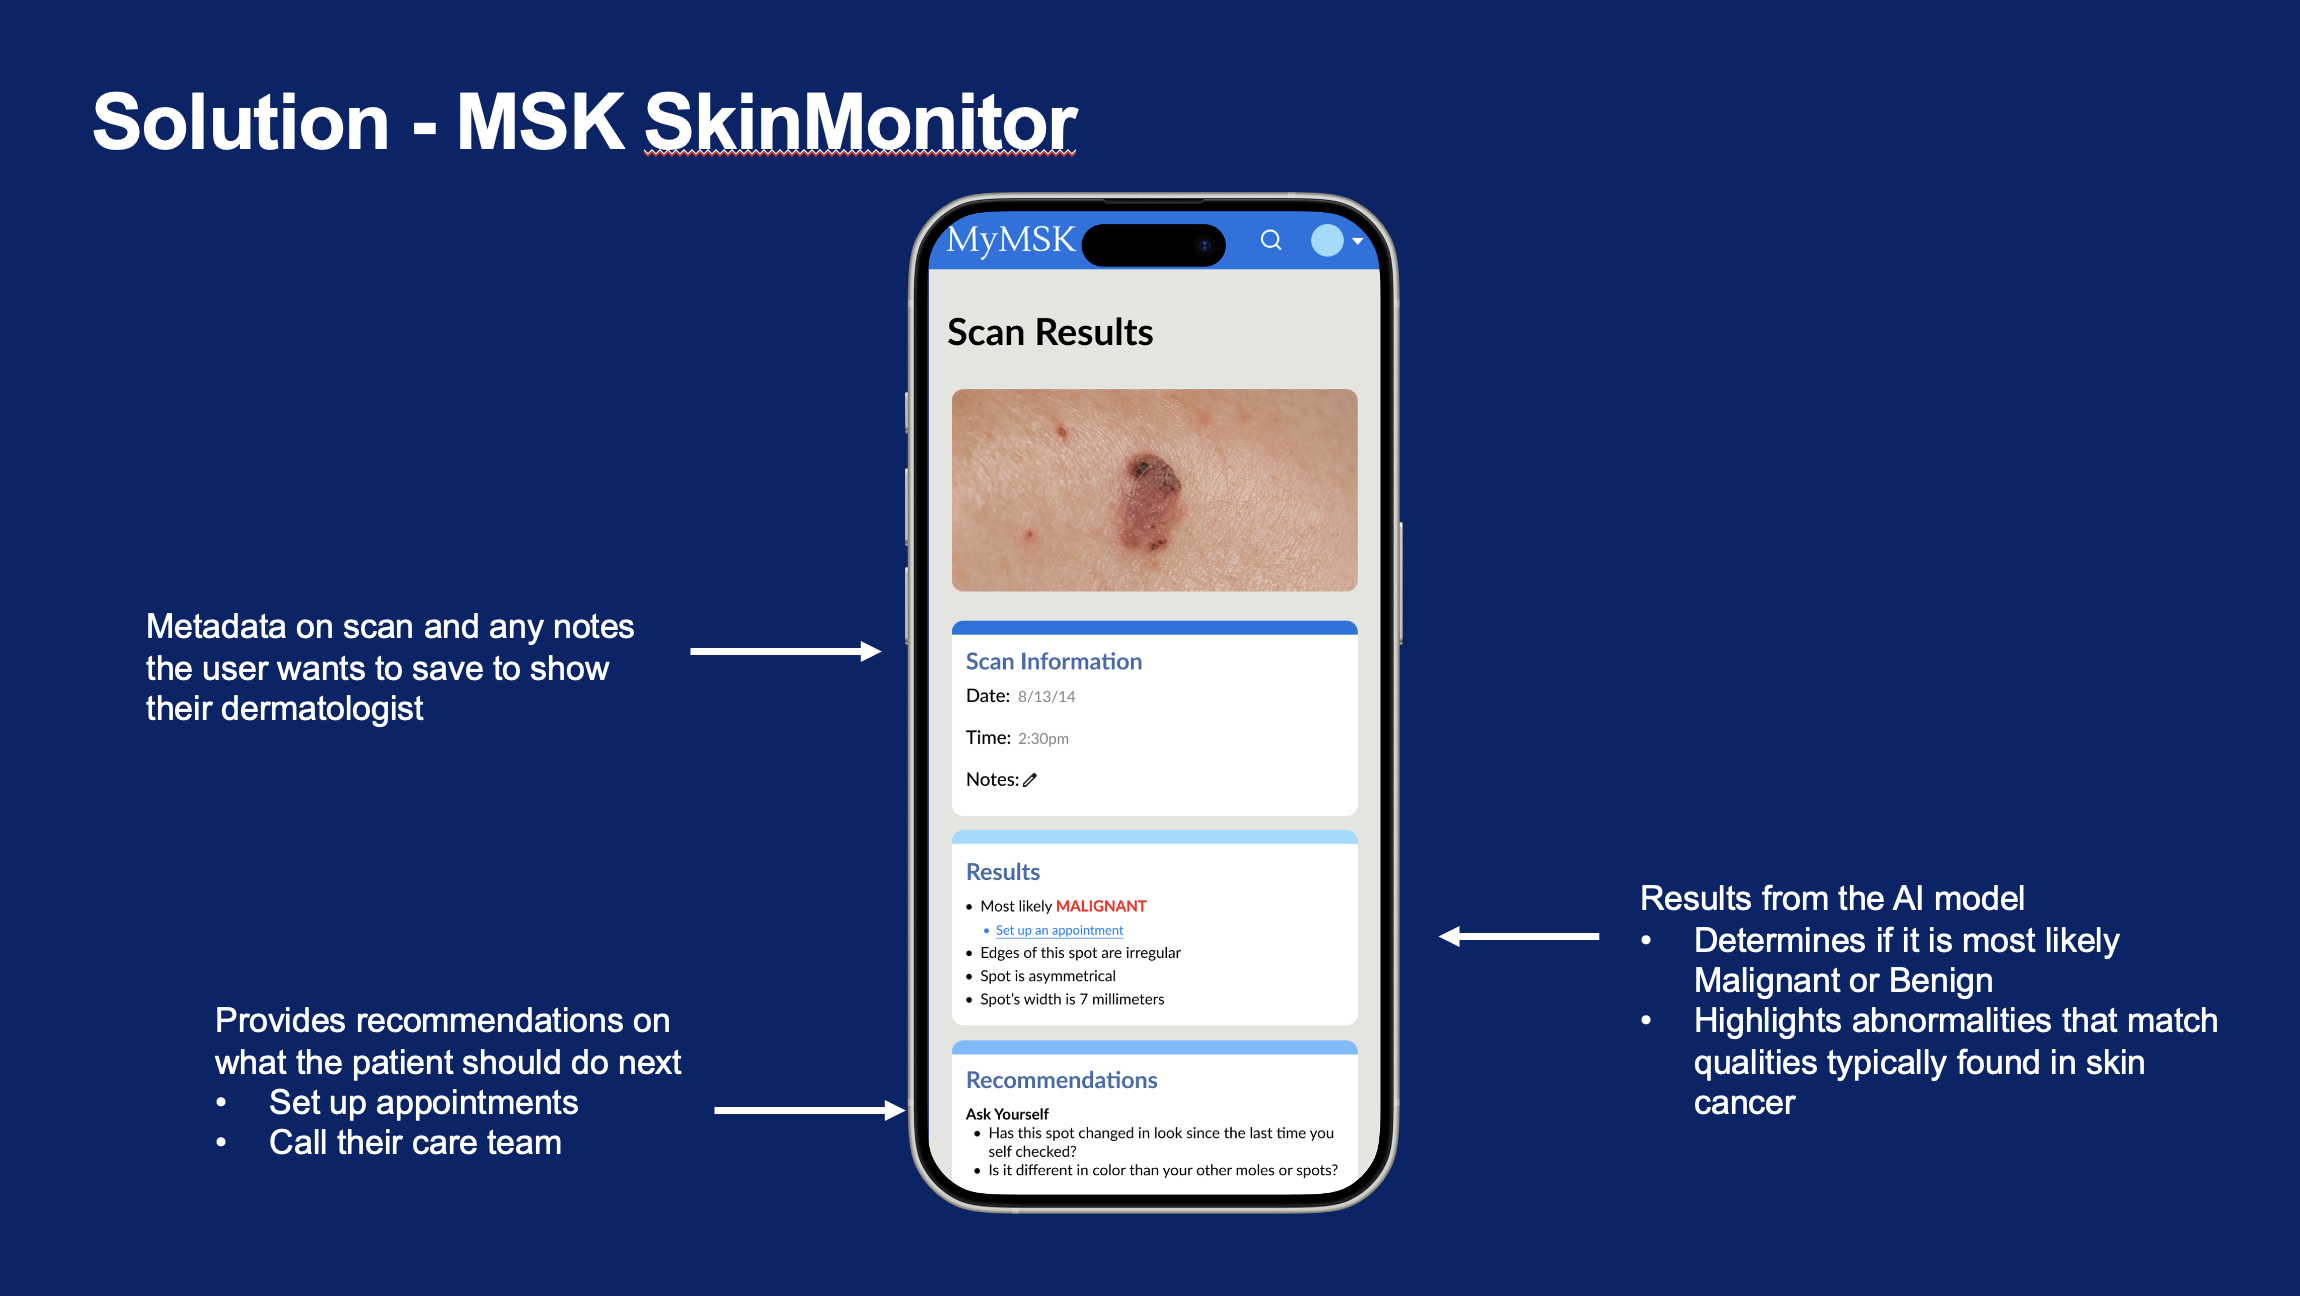 Solution - MSK SkinMonitor
MyMSK
Scan Results
Metadata on scan and any notes
the user wants to save to show
their dermatologist
Scan Information
Date: 8/13/14
Time: 2:30pm
Notes:
Results
• Most likely MALIGNANT
• Set up an appointment
• Edges of this spot are irregular
• Spot is asymmetrical
• Spot's width is 7 millimeters
Results from the AI model
• Determines if it is most likely
Malignant or Benign
• Highlights abnormalities that match
qualities typically found in skin
cancer
Provides recommendations on
what the patient should do next
• Set up appointments
• Call their care team
Recommendations
Ask Yourself
• Has this spot changed in look since the last time you
self checked?
• Is it different in color than your other moles or spots?